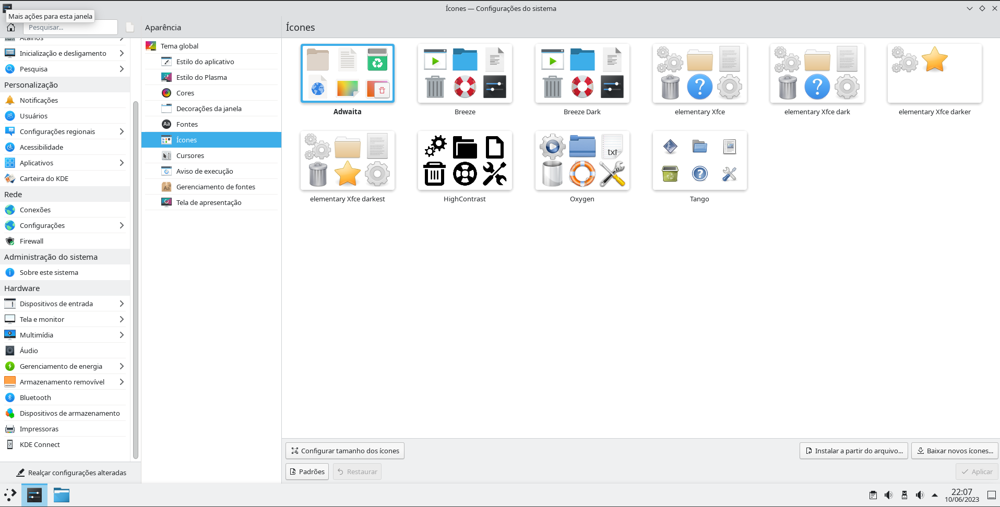 Ícones — Configurações do sistema
Mais ações para esta janela
Pesquisar...
Atalhos
Inicialização e desligamento
Pesquisa
Personalização
Notificações
Usuários
Configurações regionais
Acessibilidade
Aplicativos
Carteira do KDE
Rede
Conexões
Configurações
Firewall
Administração do sistema
Sobre este sistema
Hardware
Dispositivos de entrada
Tela e monitor
Multimídia
Áudio
Gerenciamento de energia
Armazenamento removível
Bluetooth
Dispositivos de armazenamento
Impressoras
KDE Connect
Realçar configurações alteradas
Aparência
Tema global
Estilo do aplicativo
Estilo do Plasma
Cores
Decorações da janela
Aa
Fontes
Ícones
Cursores
Aviso de execução
Aa
Gerenciamento de fontes
Tela de apresentação
Ícones
Adwaita
Breeze
Breeze Dark
elementary Xfce
elementary Xfce dark
elementary Xfce darker
txt
elementary Xfce darkest
HighContrast
Oxygen
Tango
Configurar tamanho dos ícones
Instalar a partir do arquivo...
Baixar novos ícones...
Padrões
Restaurar
Aplicar
22:07
10/06/2023